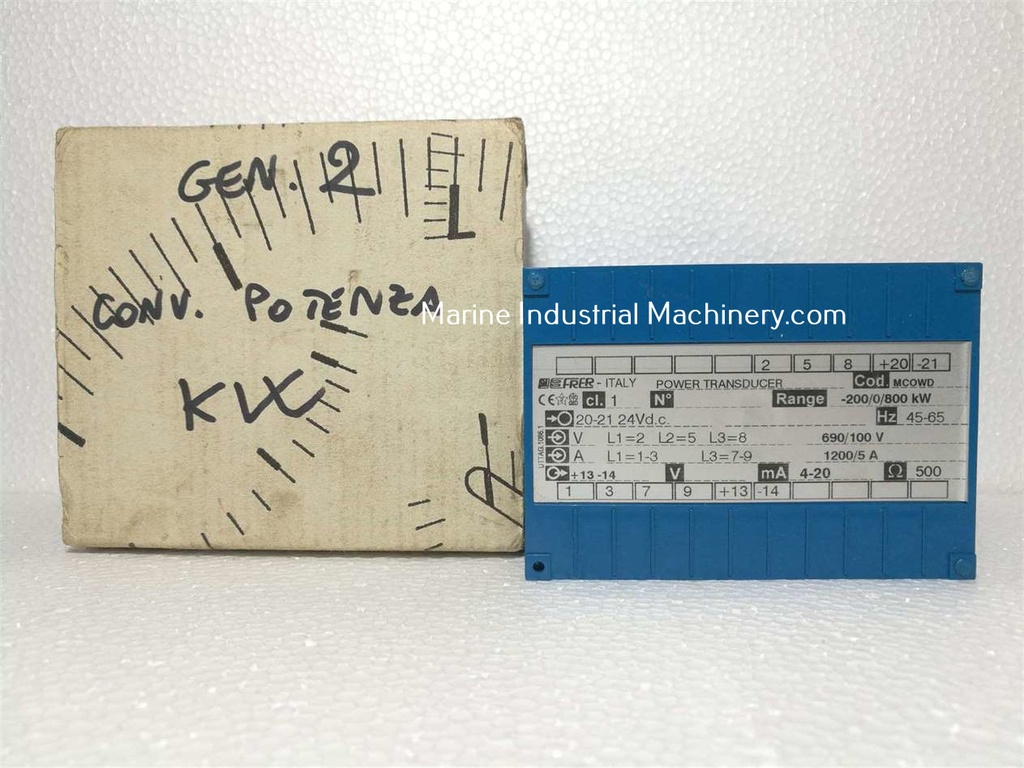 GEN. 2
CONV. POTENZA
KW
Marine Industrial Machinery.com
2 5 8 +20 -21
FRER - ITALY POWER TRANSDUCER Cod. MCOWD
CE cl. 1 N° Range -200/0/800 kW
20-21 24Vd.c. Hz 45-65
V L1=2 L2=5 L3=8 690/100 V
A L1=1-3 L3=7-9 1200/5 A
+13 -14 V mA 4-20 Ω 500
1 3 7 9 +13 -14